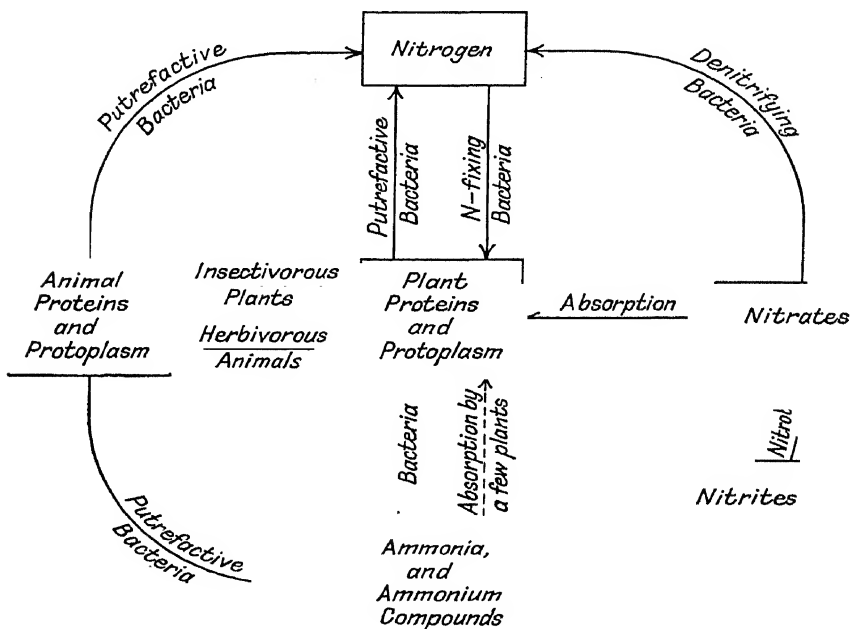 Nitrogen
Putrefactive
Bacteria
Denitrifying
Bacteria
Putrefactive
Bacteria
N-fixing
Bacteria
Animal
Proteins
and
Protoplasm
Insectivorous
Plants
Herbivorous
Animals
Plant
Proteins
and
Protoplasm
Absorption
Nitrates
Bacteria
Absorption by
a few plants
Nitrol
Nitrites
Putrefactive
Bacteria
Ammonia,
and
Ammonium
Compounds